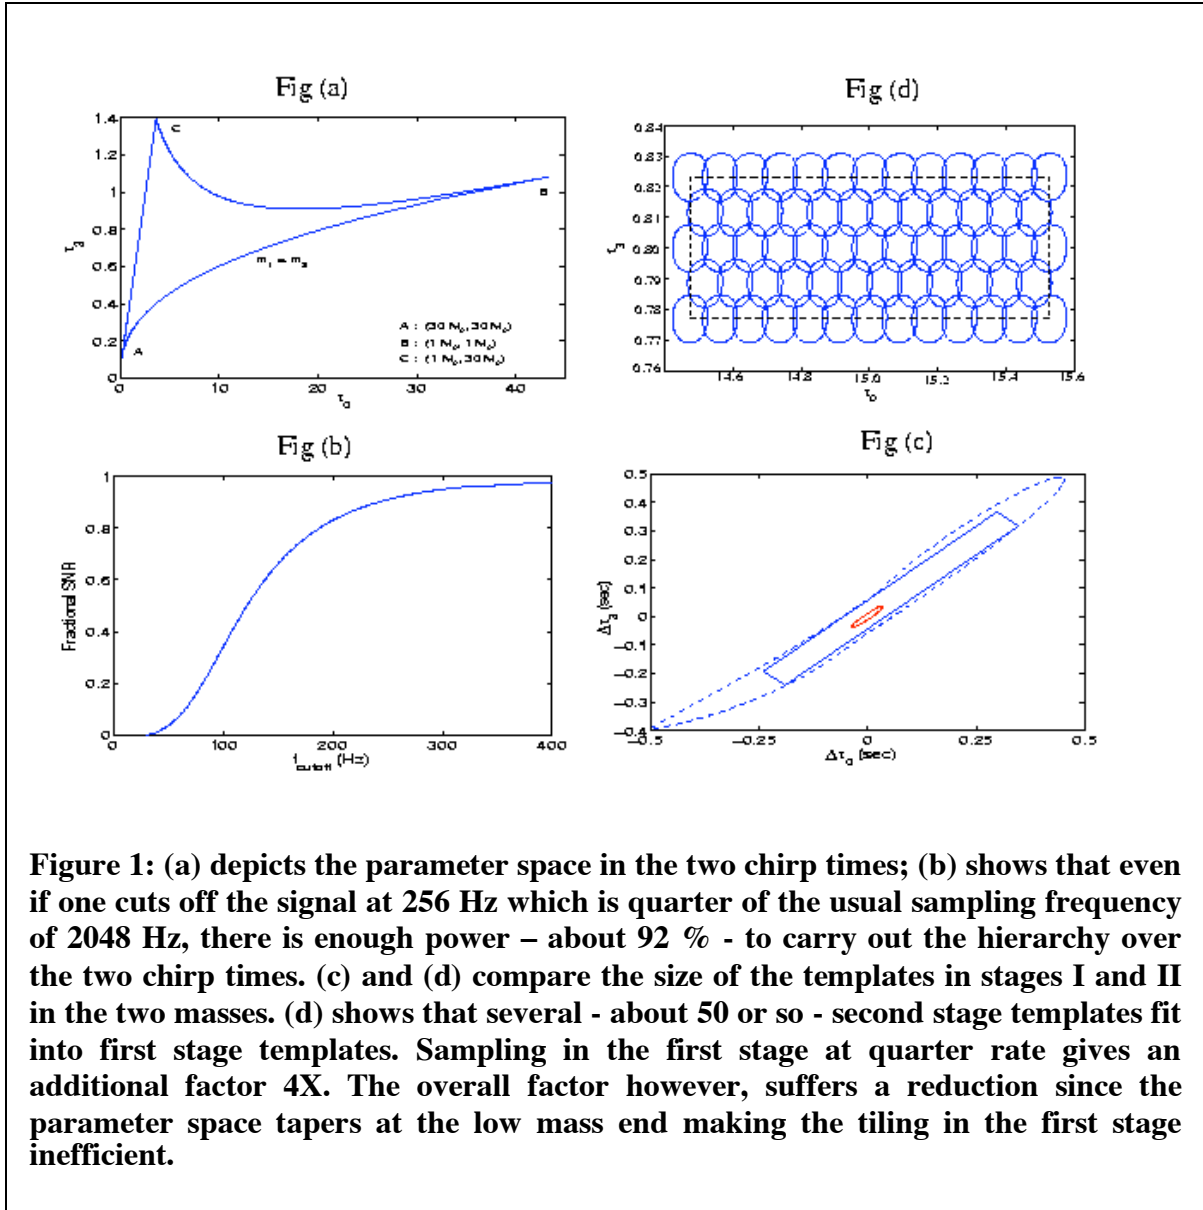 Fig (a)
1.4
1.2
1
0.8
0.6
0.4
0.2
0
0
10
20
30
40
τ3
τ0
C
B
A
m1 = m2
A : (30 M⊙, 30 M⊙)
B : (1 M⊙, 1 M⊙)
C : (1 M⊙, 30 M⊙)
Fig (d)
0.84
0.83
0.82
0.81
0.80
0.79
0.78
0.77
0.76
14.6
14.8
15.0
15.2
15.4
15.6
τ3
τ0
Fig (b)
1
0.8
0.6
0.4
0.2
0
0
100
200
300
400
Fractional SNR
fcutoff (Hz)
Fig (c)
0.5
0.4
0.3
0.2
0.1
0
−0.1
−0.2
−0.3
−0.4
−0.5
−0.25
0
0.25
0.5
Δτ3 (sec)
Δτ0 (sec)
Figure 1: (a) depicts the parameter space in the two chirp times; (b) shows that even
if one cuts off the signal at 256 Hz which is quarter of the usual sampling frequency
of 2048 Hz, there is enough power – about 92 % - to carry out the hierarchy over
the two chirp times. (c) and (d) compare the size of the templates in stages I and II
in the two masses. (d) shows that several - about 50 or so - second stage templates fit
into first stage templates. Sampling in the first stage at quarter rate gives an
additional factor 4X. The overall factor however, suffers a reduction since the
parameter space tapers at the low mass end making the tiling in the first stage
inefficient.